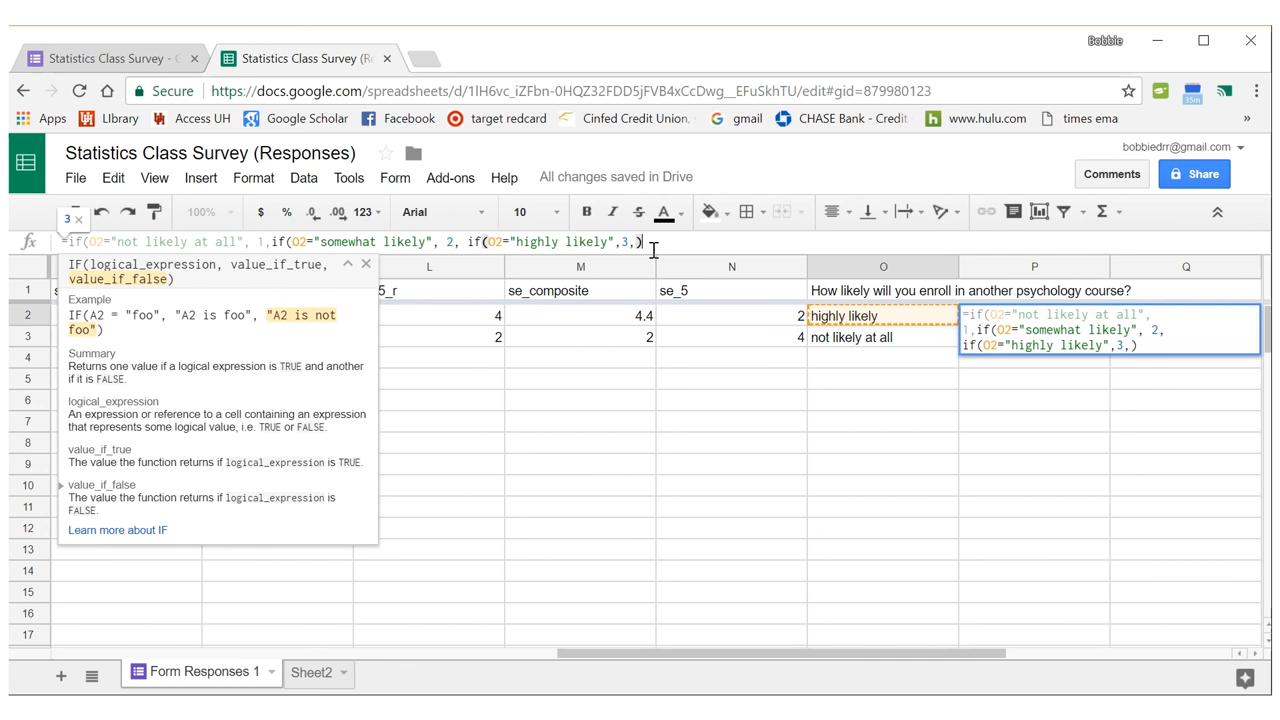 Bobbie
Statistics Class Survey - C
Statistics Class Survey (Re
Secure
https://docs.google.com/spreadsheets/d/1IH6vc_iZFbn-0HQZ32FDD5jFVB4xCcDwg__EFuSkhTU/edit#gid=879980123
35m
Apps LIbrary Access UH Google Scholar Facebook target redcard Cinfed Credit Union, gmail CHASE Bank - Credit www.hulu.com times ema »
Statistics Class Survey (Responses)
bobbiedrr@gmail.com
File Edit View Insert Format Data Tools Form Add-ons Help All changes saved in Drive
Comments Share
100% $ % .0 .00 123 Arial 10 B I S A Σ
3 ×
fx =if(O2="not likely at all", 1,if(O2="somewhat likely", 2, if(O2="highly likely",3,)
IF(logical_expression, value_if_true,
value_if_false)
Example
IF(A2 = "foo", "A2 is foo", "A2 is not
foo")
Summary
Returns one value if a logical expression is TRUE and another
if it is FALSE.
logical_expression
An expression or reference to a cell containing an expression
that represents some logical value, i.e. TRUE or FALSE.
value_if_true
The value the function returns if logical_expression is TRUE.
value_if_false
The value the function returns if logical_expression is
FALSE.
Learn more about IF
L M N O P Q
1 s 5_r se_composite se_5 How likely will you enroll in another psychology course?
2 4 4.4 2 highly likely
=if(O2="not likely at all",
1,if(O2="somewhat likely", 2,
if(O2="highly likely",3,)
3 2 2 4 not likely at all
4
5
6
7
8
9
10
11
12
13
14
15
16
17
+ Form Responses 1 Sheet2